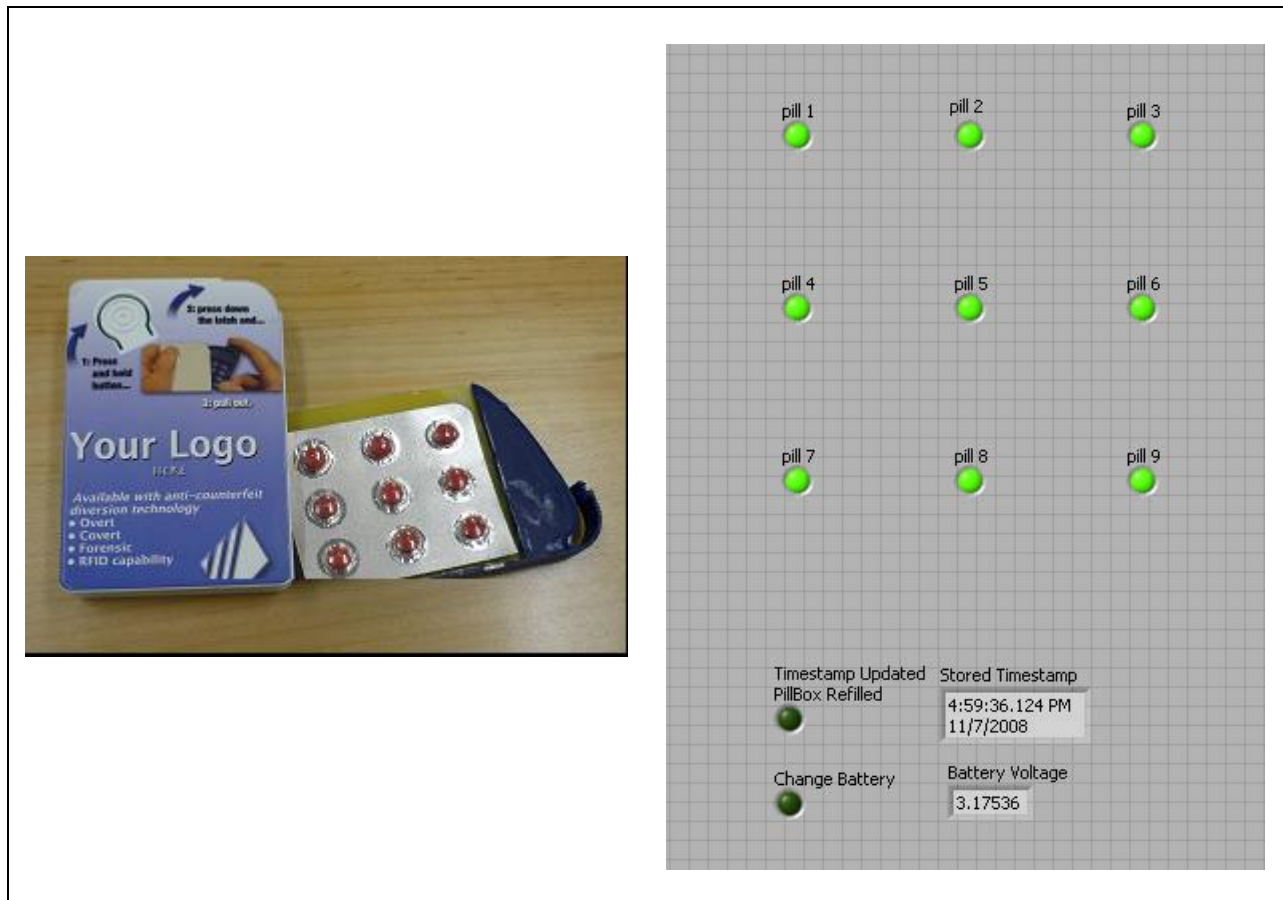 2: press down
the latch and...
1: Press
and hold
button...
3: pull out.
Your Logo
HERE
Available with anti-counterfeit
diversion technology
• Overt
• Covert
• Forensic
• RFID capability
pill 1
pill 2
pill 3
pill 4
pill 5
pill 6
pill 7
pill 8
pill 9
Timestamp Updated
PillBox Refilled
Stored Timestamp
4:59:36.124 PM
11/7/2008
Change Battery
Battery Voltage
3.17536